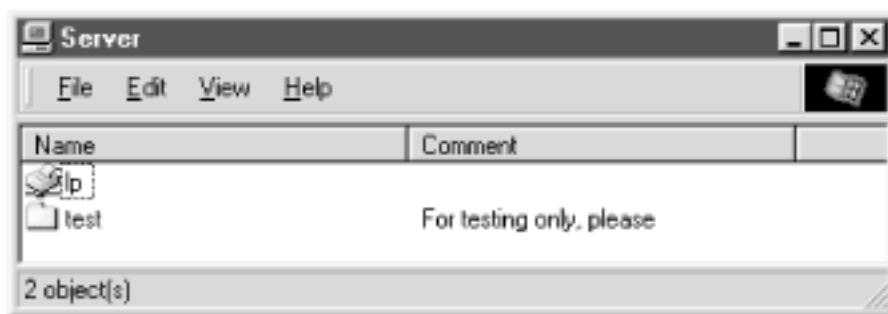 Server
File Edit View Help
Name Comment
lp
test For testing only, please
2 object(s)